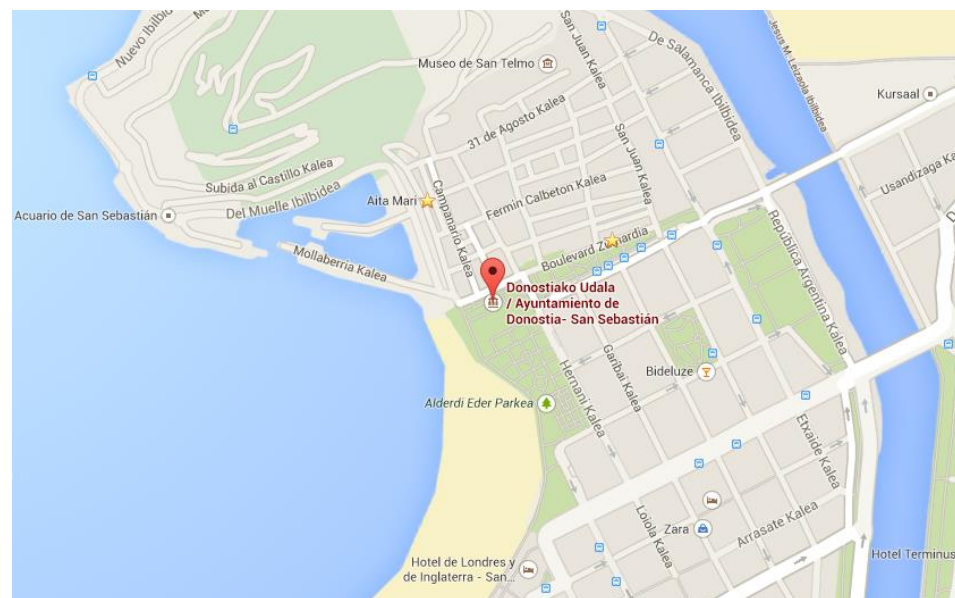 Nuevo Ibilbidea
San Juan Kalea
De Salamanca Ibilbidea
Jesus M. Leizaola Ibilbidea
Museo de San Telmo
Kursaal
31 de Agosto Kalea
San Juan Kalea
Usandizaga Ka
Subida al Castillo Kalea
Campanario Kalea
Fermin Calbeton Kalea
Aita Mari
Del Muelle Ibilbidea
Acuario de San Sebastián
República Argentina Kalea
Boulevard Zumardia
Mollaberria Kalea
Donostiako Udala
/ Ayuntamiento de
Donostia- San Sebastián
Garibai Kalea
Hernani Kalea
Bideluze
Alderdi Eder Parkea
Etxaide Kalea
Loiola Kalea
Zara
Arrasate Kalea
Hotel Terminus
Hotel de Londres y
de Inglaterra - San...